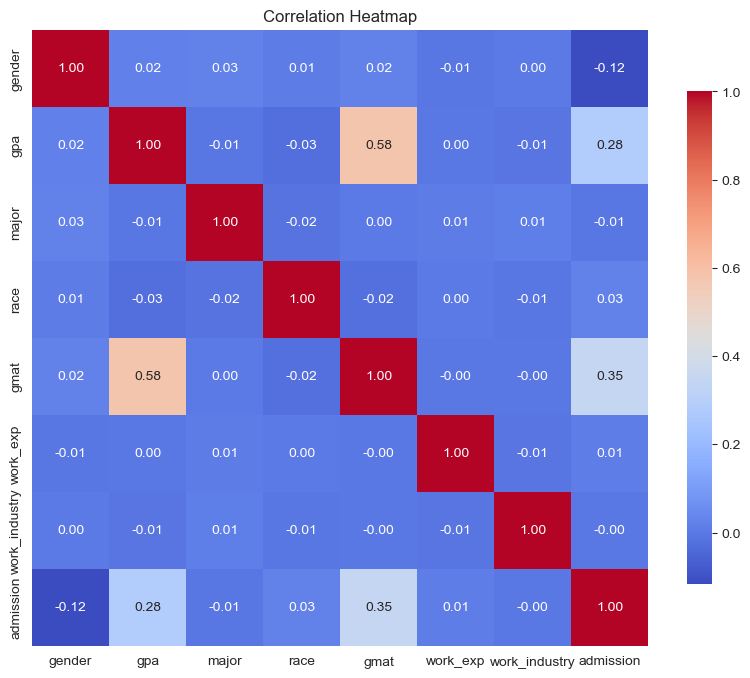 Correlation Heatmap
gender 1.00 0.02 0.03 0.01 0.02 -0.01 0.00 -0.12
gpa 0.02 1.00 -0.01 -0.03 0.58 0.00 -0.01 0.28
major 0.03 -0.01 1.00 -0.02 0.00 0.01 0.01 -0.01
race 0.01 -0.03 -0.02 1.00 -0.02 0.00 -0.01 0.03
gmat 0.02 0.58 0.00 -0.02 1.00 -0.00 -0.00 0.35
work_exp -0.01 0.00 0.01 0.00 -0.00 1.00 -0.01 0.01
work_industry 0.00 -0.01 0.01 -0.01 -0.00 -0.01 1.00 -0.00
admission -0.12 0.28 -0.01 0.03 0.35 0.01 -0.00 1.00
gender gpa major race gmat work_exp work_industry admission
1.0
0.8
0.6
0.4
0.2
0.0